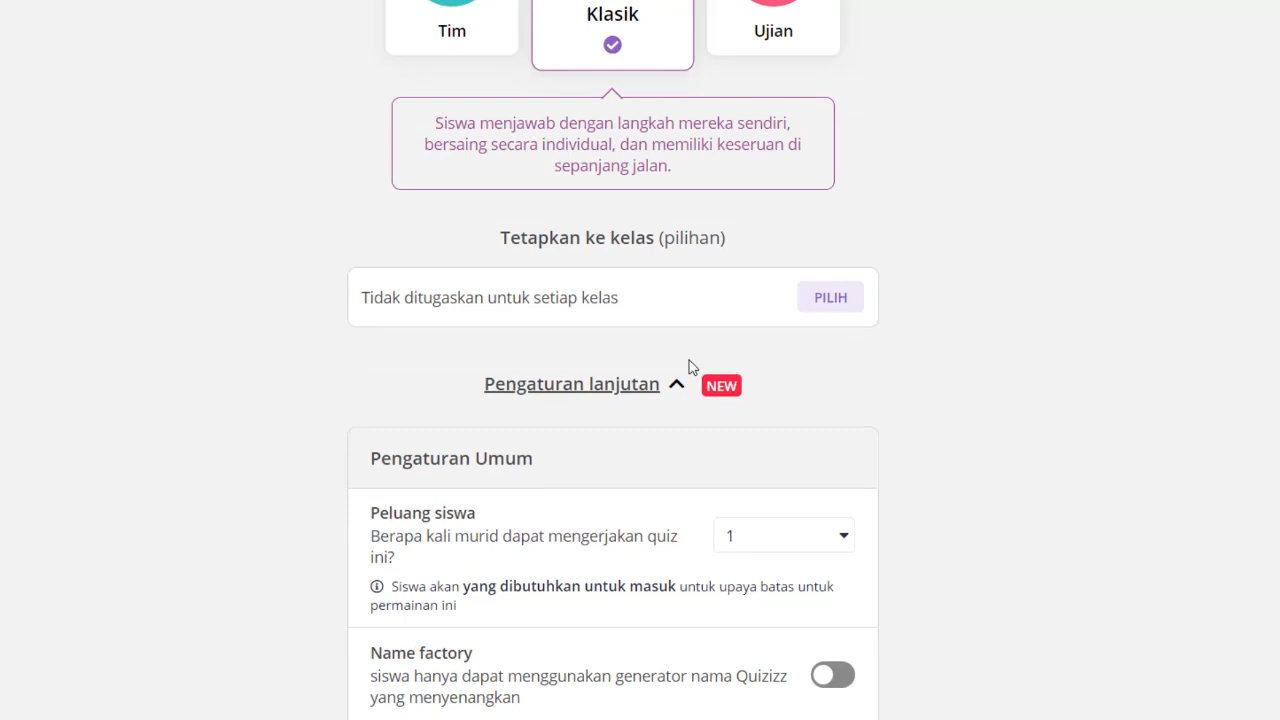 Tim
Klasik
Ujian
Siswa menjawab dengan langkah mereka sendiri,
bersaing secara individual, dan memiliki keseruan di
sepanjang jalan.
Tetapkan ke kelas (pilihan)
Tidak ditugaskan untuk setiap kelas
PILIH
Pengaturan lanjutan
NEW
Pengaturan Umum
Peluang siswa
Berapa kali murid dapat mengerjakan quiz
ini?
1
Siswa akan yang dibutuhkan untuk masuk untuk upaya batas untuk
permainan ini
Name factory
siswa hanya dapat menggunakan generator nama Quizizz
yang menyenangkan